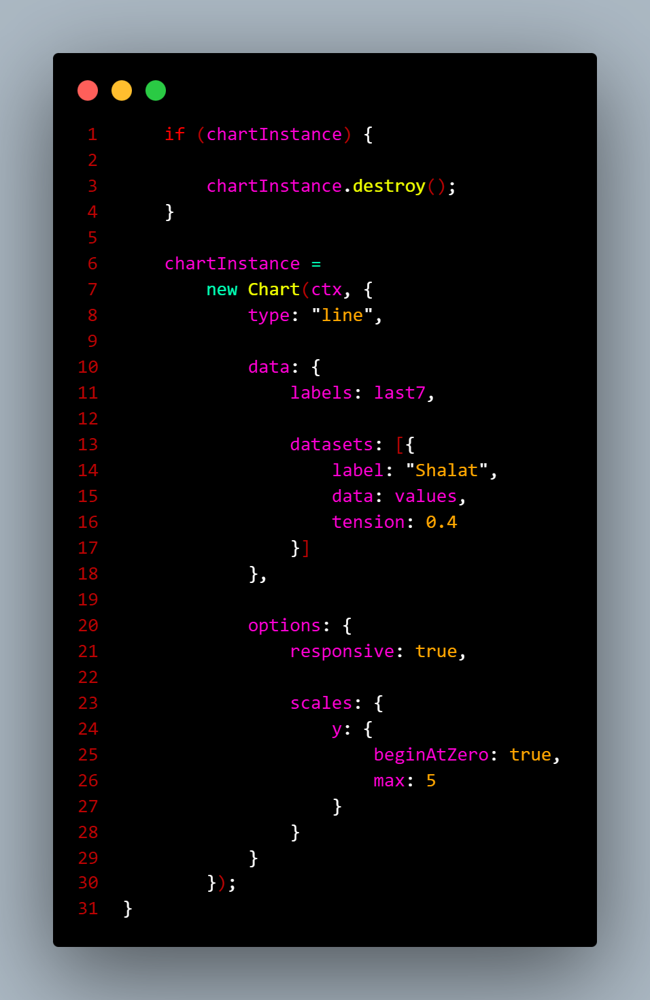 1     if (chartInstance) {
2
3         chartInstance.destroy();
4     }
5
6     chartInstance =
7         new Chart(ctx, {
8             type: "line",
9
10             data: {
11                 labels: last7,
12
13                 datasets: [{
14                     label: "Shalat",
15                     data: values,
16                     tension: 0.4
17                 }]
18             },
19
20             options: {
21                 responsive: true,
22
23                 scales: {
24                     y: {
25                         beginAtZero: true,
26                         max: 5
27                     }
28                 }
29             }
30         });
31 }